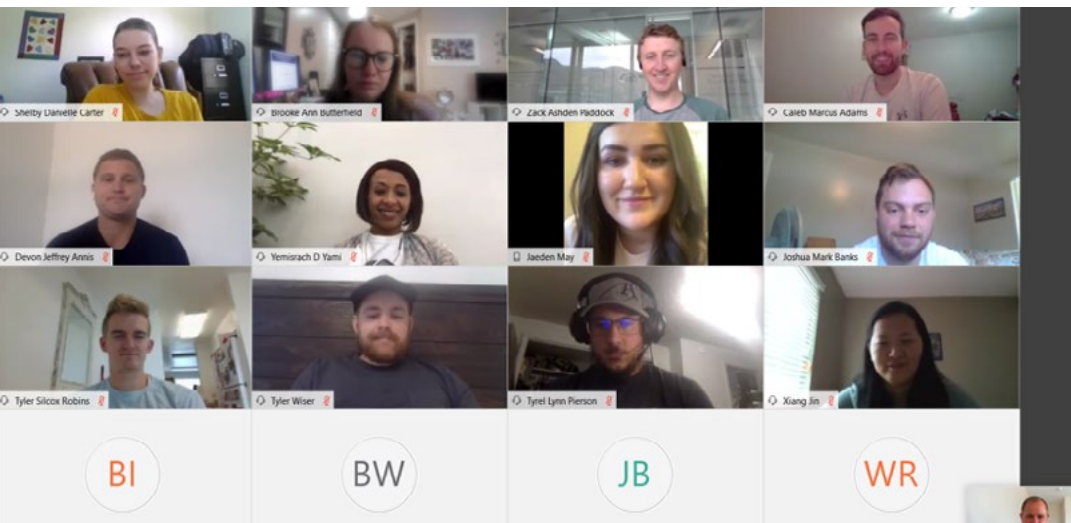 Shelby Danielle Carter
Brooke Ann Butterfield
Zack Ashden Paddock
Caleb Marcus Adams
Devon Jeffrey Annis
Yemisrach D Yami
Jaeden May
Joshua Mark Banks
Tyler Silcox Robins
Tyler Wiser
Tyrel Lynn Pierson
Xiang Jin
BI
BW
JB
WR